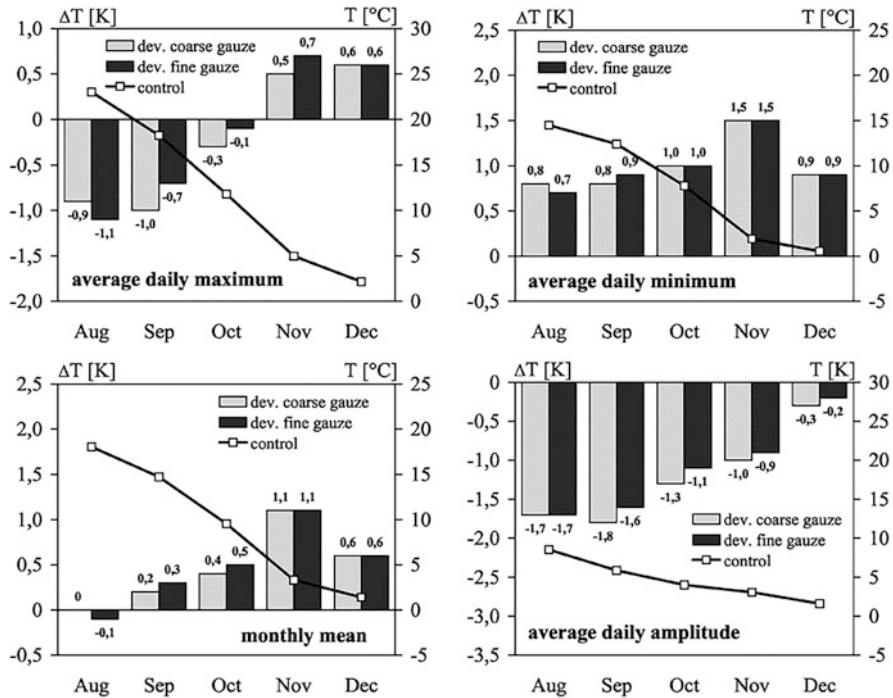 ΔT [K] T [°C]
1,0 30
dev. coarse gauze
dev. fine gauze
control
0,5 25
0 20
-0,5 15
-1,0 10
-1,5 5
-2,0 0
-0,9 -1,1 -1,0 -0,7 -0,3 -0,1 0,5 0,7 0,6 0,6
average daily maximum
Aug Sep Oct Nov Dec
ΔT [K] T [°C]
2,5 25
dev. coarse gauze
dev. fine gauze
control
2,0 20
1,5 15
1,0 10
0,5 5
0 0
-0,5 -5
0,8 0,7 0,8 0,9 1,0 1,0 1,5 1,5 0,9 0,9
average daily minimum
Aug Sep Oct Nov Dec
ΔT [K] T [°C]
2,5 25
dev. coarse gauze
dev. fine gauze
control
2,0 20
1,5 15
1,0 10
0,5 5
0 0
-0,5 -5
0 -0,1 0,2 0,3 0,4 0,5 1,1 1,1 0,6 0,6
monthly mean
Aug Sep Oct Nov Dec
ΔT [K] T [K]
0 30
-0,5 25
-1,0 20
-1,5 15
-2,0 10
-2,5 5
-3,0 0
-3,5 -5
-1,7 -1,7 -1,8 -1,6 -1,3 -1,1 -1,0 -0,9 -0,3 -0,2
dev. coarse gauze
dev. fine gauze
control
average daily amplitude
Aug Sep Oct Nov Dec